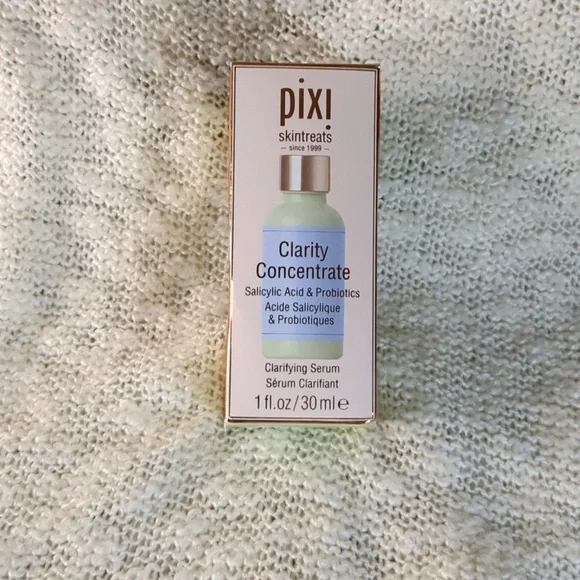 pixi
skintreats
– since 1999 –
Clarity
Concentrate
Salicylic Acid & Probiotics
Acide Salicylique
& Probiotiques
Clarifying Serum
Sérum Clarifiant
1 fl.oz/30 ml e